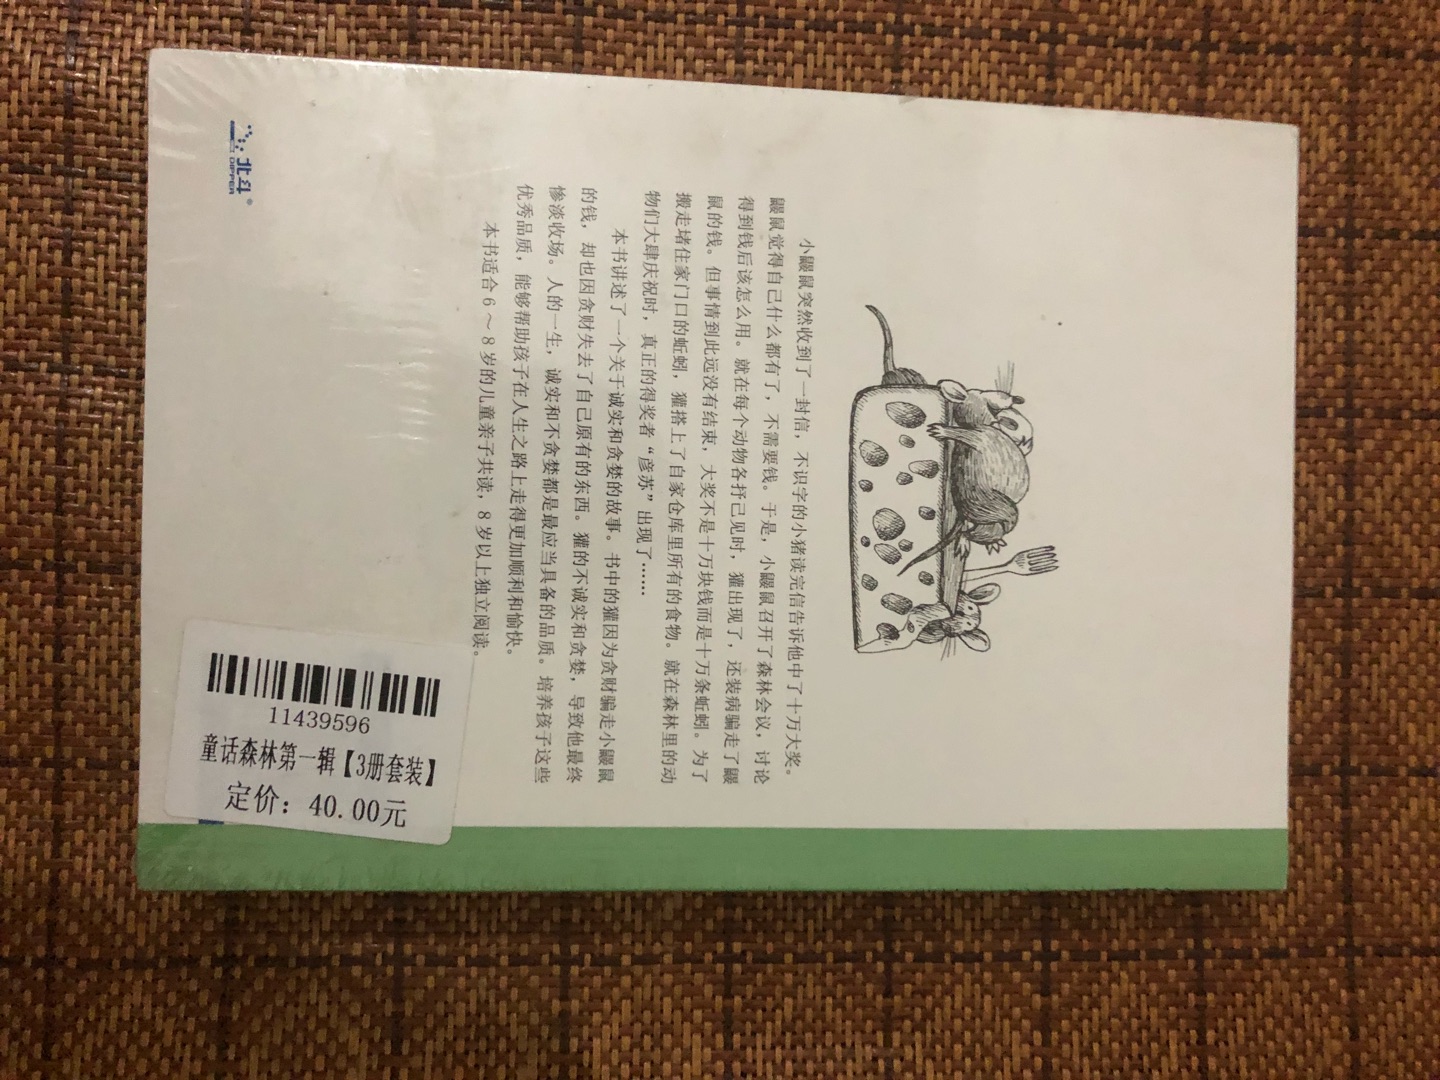 小鼹鼠突然收到了一封信，不识字的小猪读完信告诉他中了十万大奖。
鼹鼠觉得自己什么都有了，不需要钱。于是，小鼹鼠召开了森林会议，讨论
得到钱后该怎么用。就在每个动物各抒己见时，獾出现了，还装病骗走了鼹
鼠的钱。但事情到此远没有结束，大奖不是十万块钱而是十万条蚯蚓。为了
搬走堵住家门口的蚯蚓，獾搭上了自家仓库里所有的食物。就在森林里的动
物们大肆庆祝时，真正的得奖者“彦苏”出现了……
本书讲述了一个关于诚实和贪婪的故事。书中的獾因为贪财骗走小鼹鼠
的钱，却也因贪财失去了自己原有的东西。獾的不诚实和贪婪，导致他最终
惨淡收场。人的一生，诚实和不贪婪都是最应当具备的品质。培养孩子这些
优秀品质，能够帮助孩子在人生之路上走得更加顺利和愉快。
本书适合6～8岁的儿童亲子共读，8岁以上独立阅读。
北斗®
DIPPER
11439596
童话森林第一辑【3册套装】
定价：40.00元